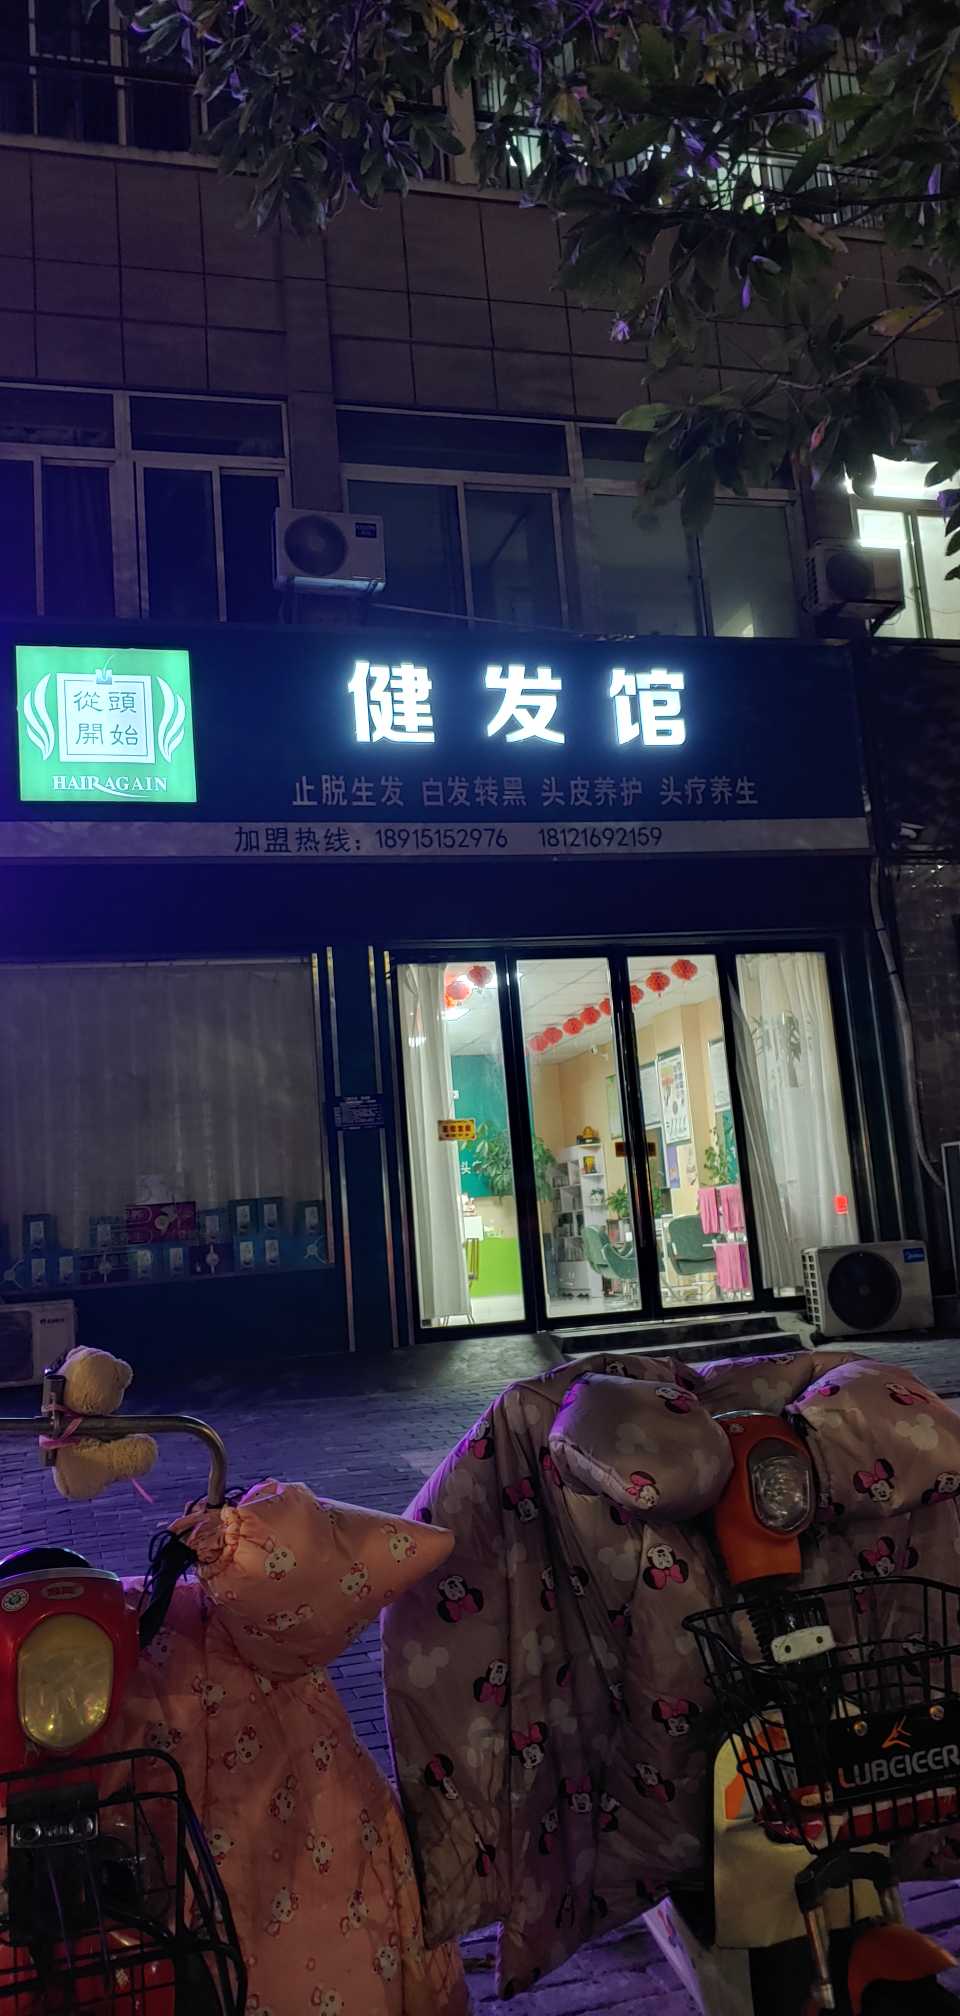 從頭
開始
HAIR AGAIN
健发馆
止脱生发 白发转黑 头皮养护 头疗养生
加盟热线：18915152976 18121692159
Midea
LUBEIEER